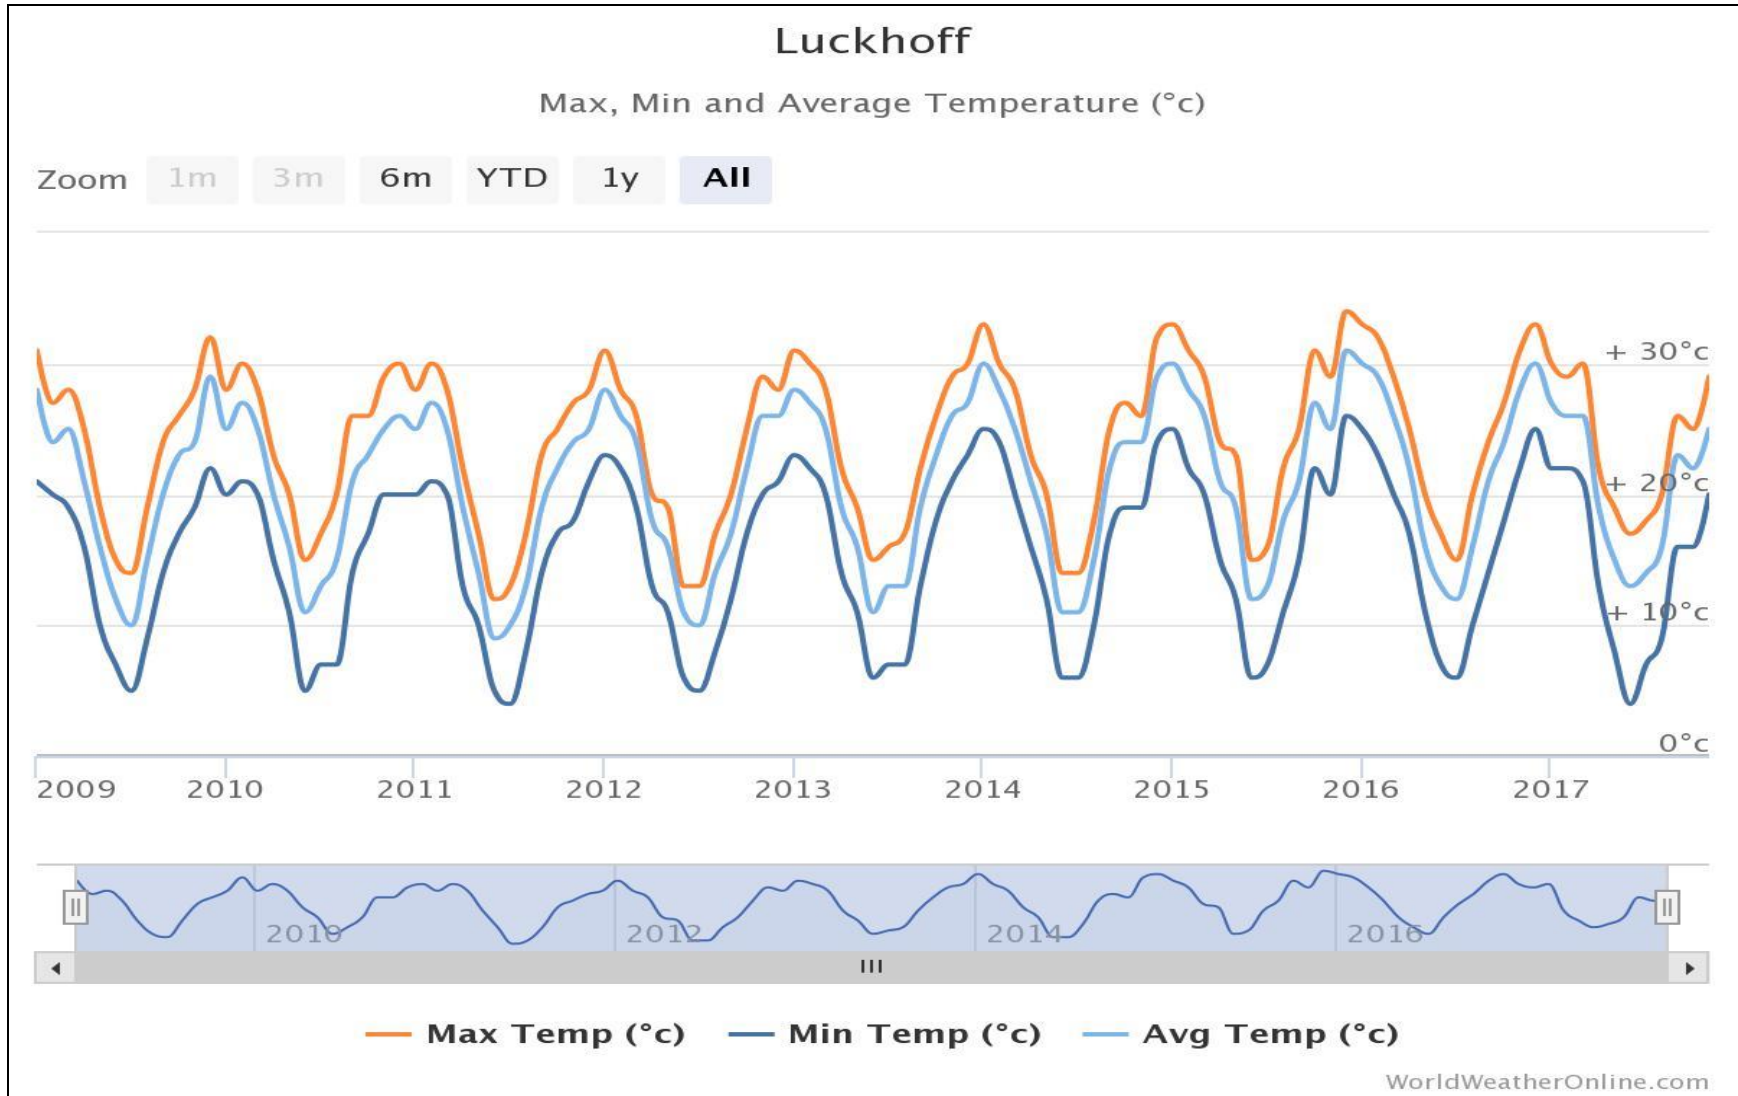 Luckhoff
Max, Min and Average Temperature (°c)
Zoom 1m 3m 6m YTD 1y All
+ 30°c
+ 20°c
+ 10°c
0°c
2009 2010 2011 2012 2013 2014 2015 2016 2017
2010 2012 2014 2016
Max Temp (°c) Min Temp (°c) Avg Temp (°c)
WorldWeatherOnline.com